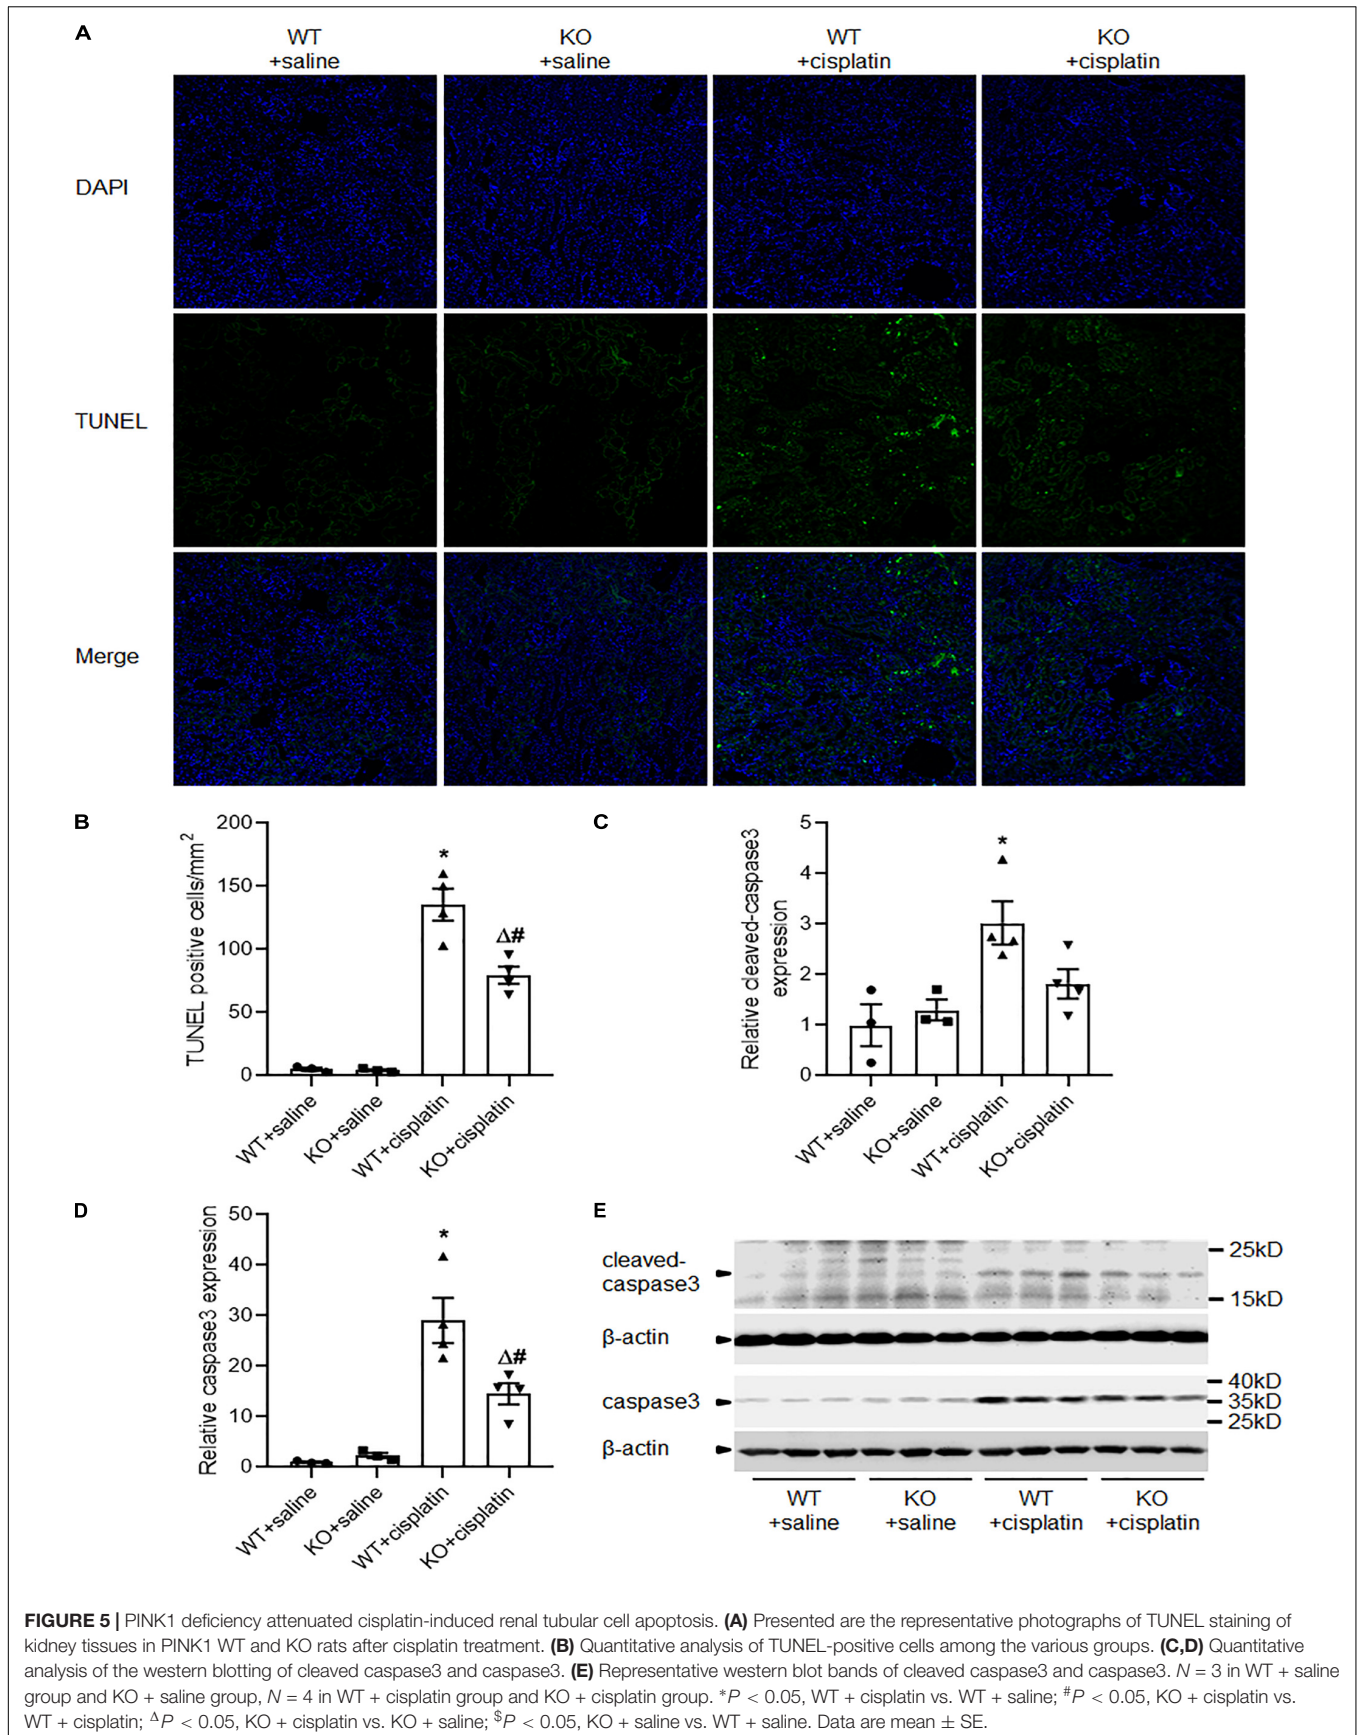 A
WT
+saline
KO
+saline
WT
+cisplatin
KO
+cisplatin
DAPI
TUNEL
Merge
B
TUNEL positive cells/mm²
200
150
100
50
0
*
Δ#
WT+saline
KO+saline
WT+cisplatin
KO+cisplatin
C
Relative cleaved-caspase3
expression
5
4
3
2
1
0
*
WT+saline
KO+saline
WT+cisplatin
KO+cisplatin
D
Relative caspase3 expression
50
40
30
20
10
0
*
Δ#
WT+saline
KO+saline
WT+cisplatin
KO+cisplatin
E
cleaved-
caspase3
25kD
15kD
β-actin
caspase3
40kD
35kD
25kD
β-actin
WT
+saline
KO
+saline
WT
+cisplatin
KO
+cisplatin
FIGURE 5 | PINK1 deficiency attenuated cisplatin-induced renal tubular cell apoptosis. (A) Presented are the representative photographs of TUNEL staining of
kidney tissues in PINK1 WT and KO rats after cisplatin treatment. (B) Quantitative analysis of TUNEL-positive cells among the various groups. (C,D) Quantitative
analysis of the western blotting of cleaved caspase3 and caspase3. (E) Representative western blot bands of cleaved caspase3 and caspase3. N = 3 in WT + saline
group and KO + saline group, N = 4 in WT + cisplatin group and KO + cisplatin group. *P < 0.05, WT + cisplatin vs. WT + saline; #P < 0.05, KO + cisplatin vs.
WT + cisplatin; ΔP < 0.05, KO + cisplatin vs. KO + saline; $P < 0.05, KO + saline vs. WT + saline. Data are mean ± SE.